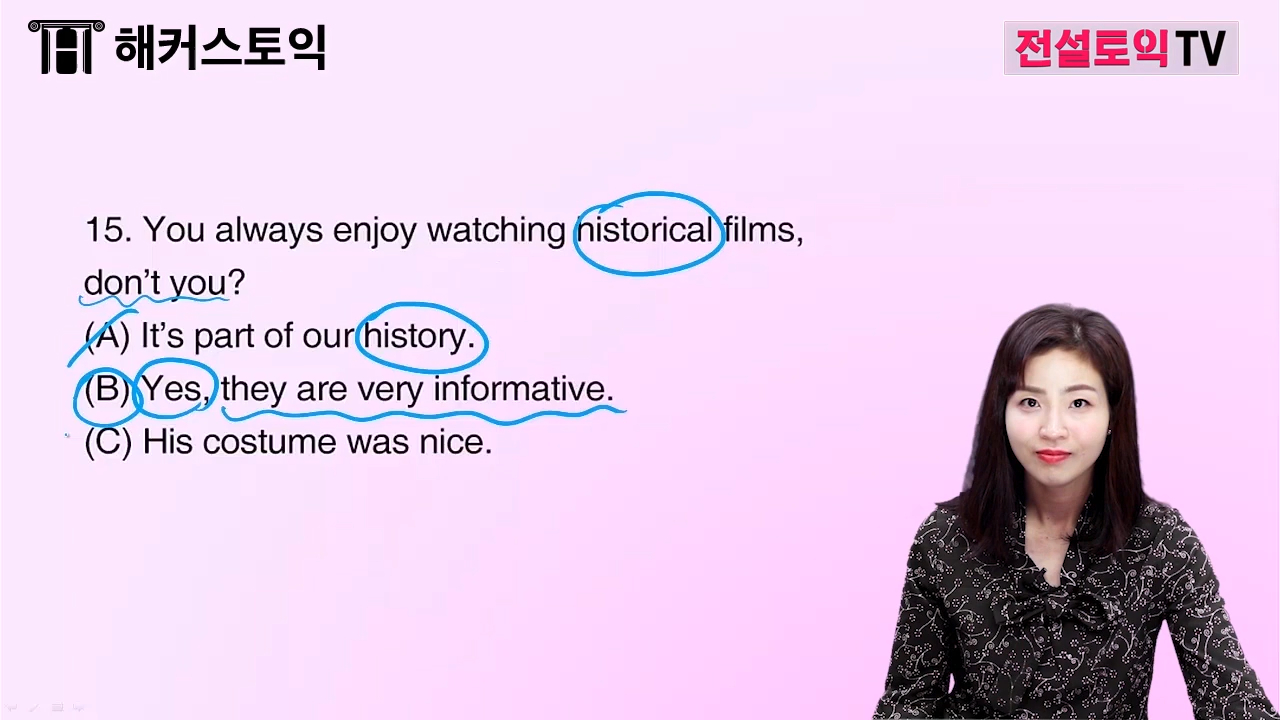 해커스토익
전설토익TV
15. You always enjoy watching historical films,
don't you?
(A) It's part of our history.
(B) Yes, they are very informative.
(C) His costume was nice.